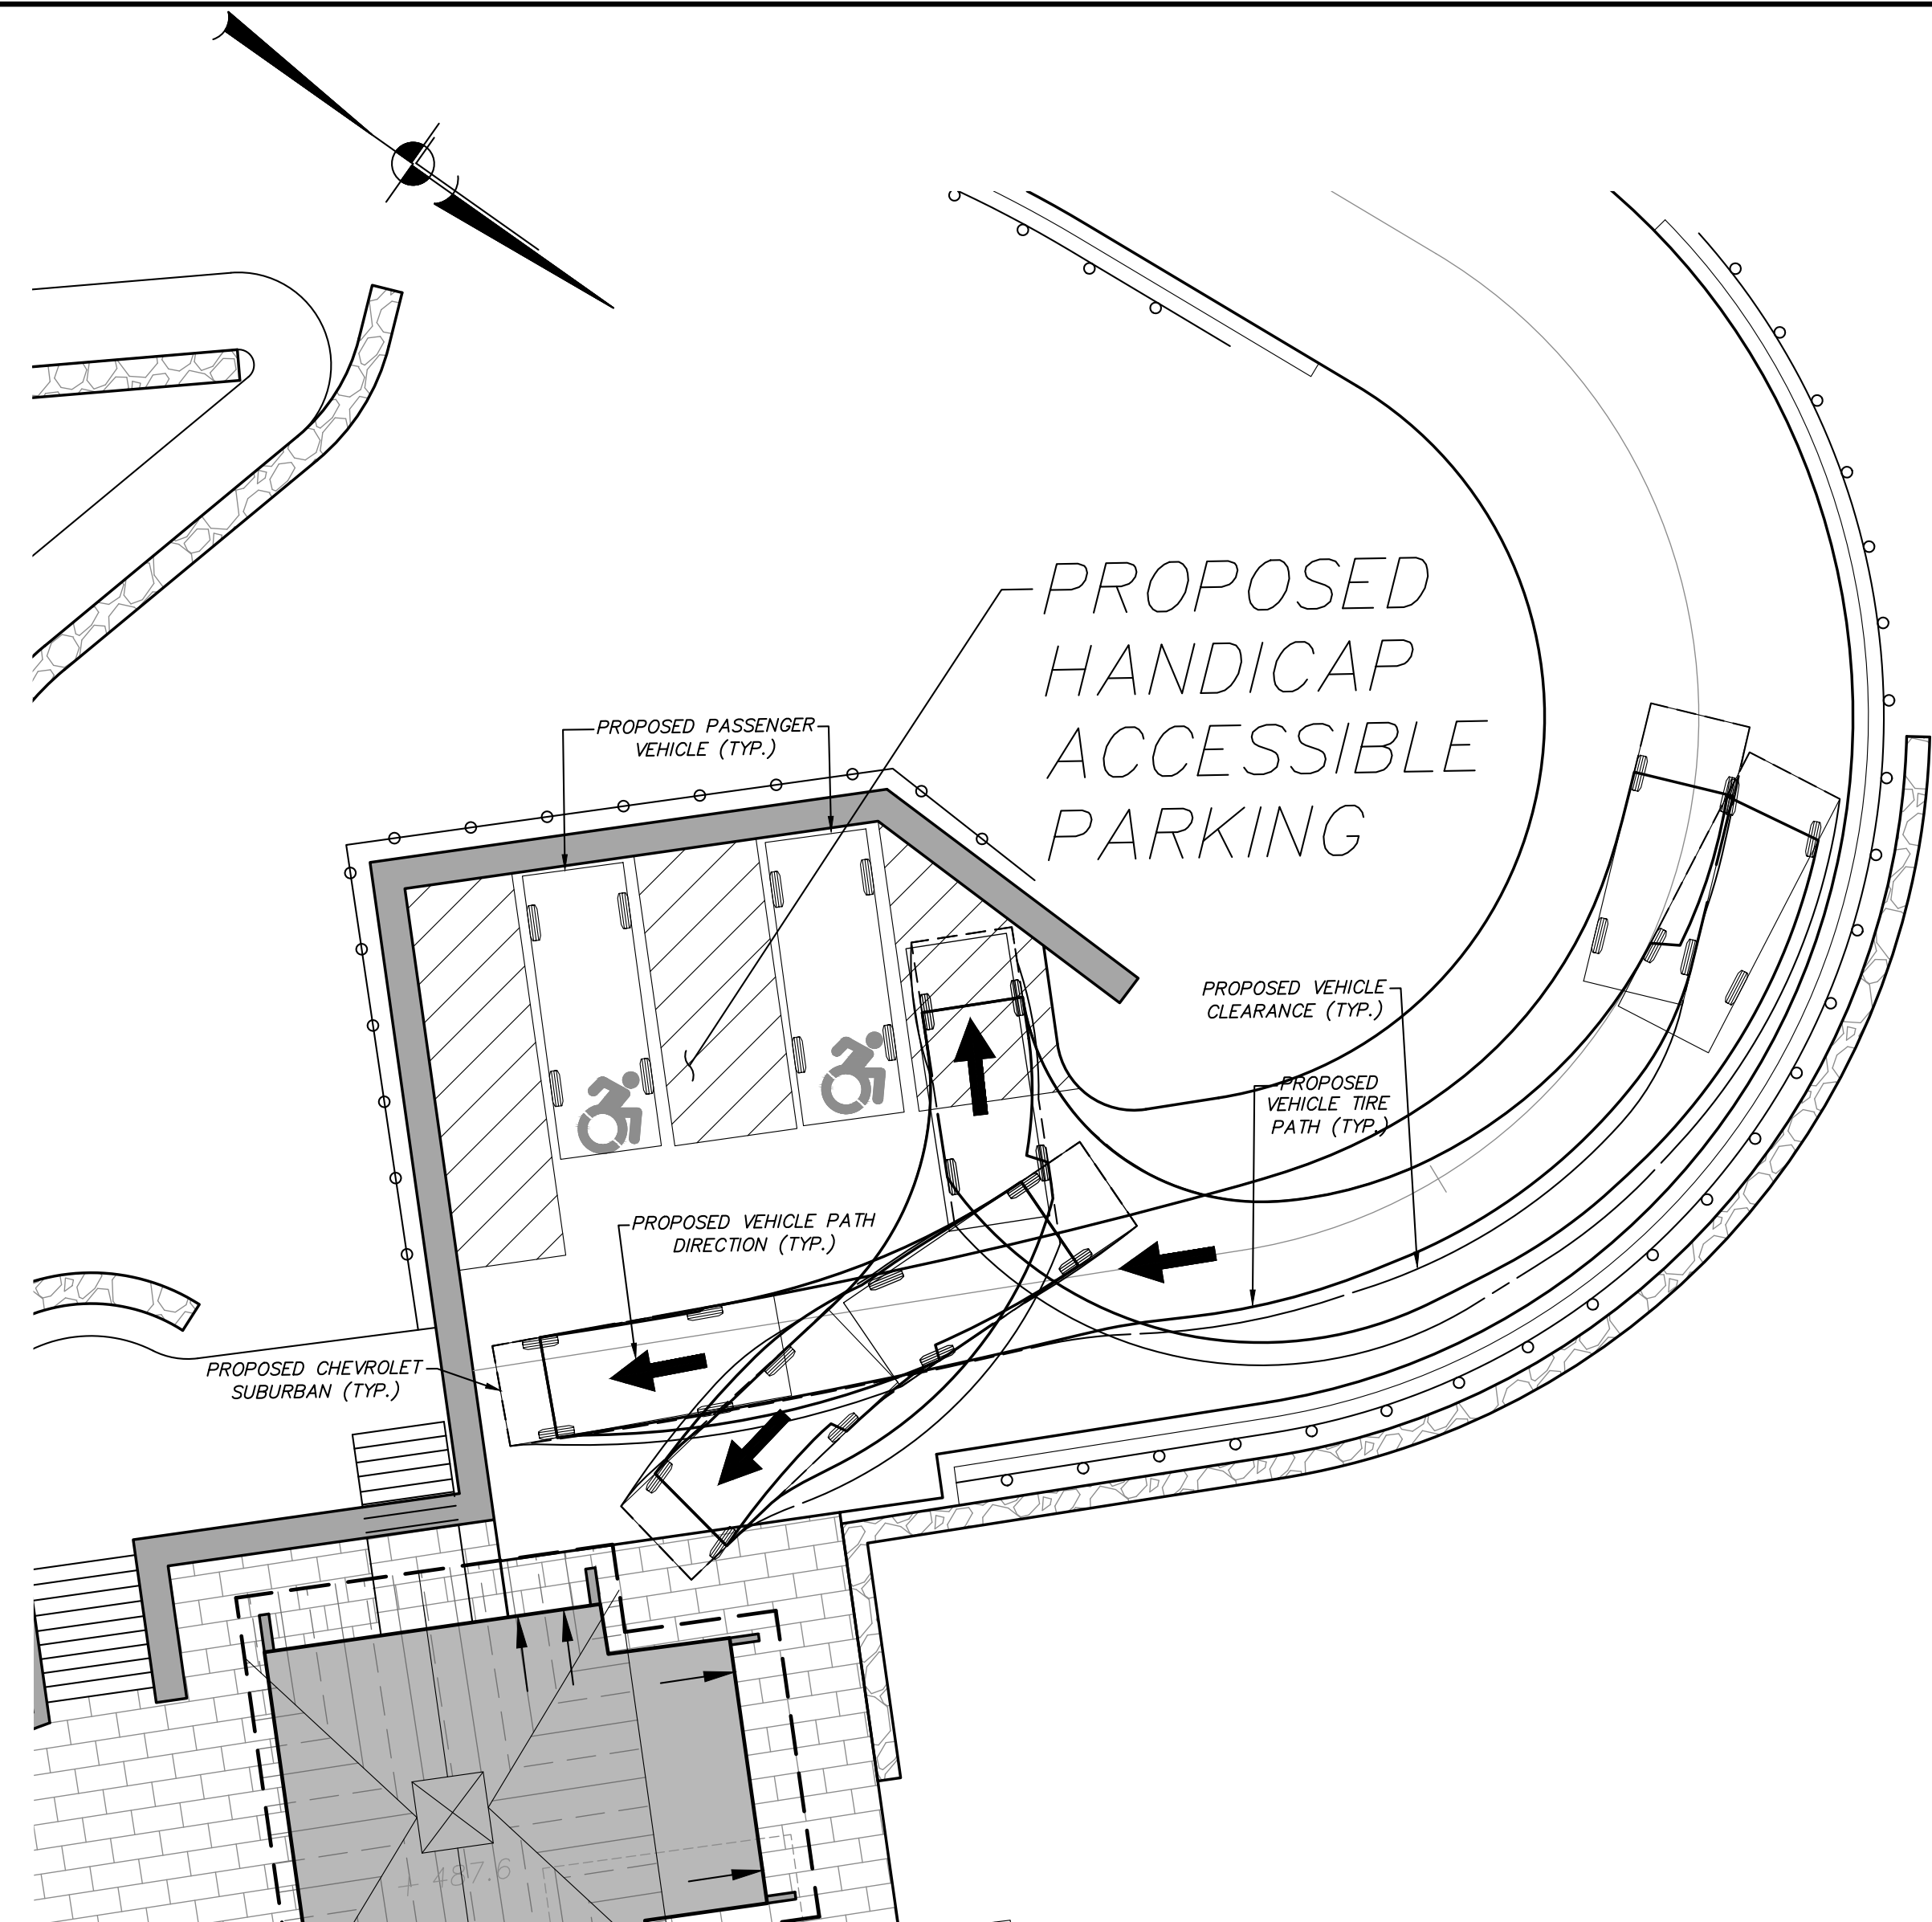 PROPOSED
HANDICAP
ACCESSIBLE
PARKING
PROPOSED PASSENGER
VEHICLE (TYP.)
PROPOSED VEHICLE
CLEARANCE (TYP.)
PROPOSED
VEHICLE TIRE
PATH (TYP.)
PROPOSED VEHICLE PATH
DIRECTION (TYP.)
PROPOSED CHEVROLET
SUBURBAN (TYP.)
487.6